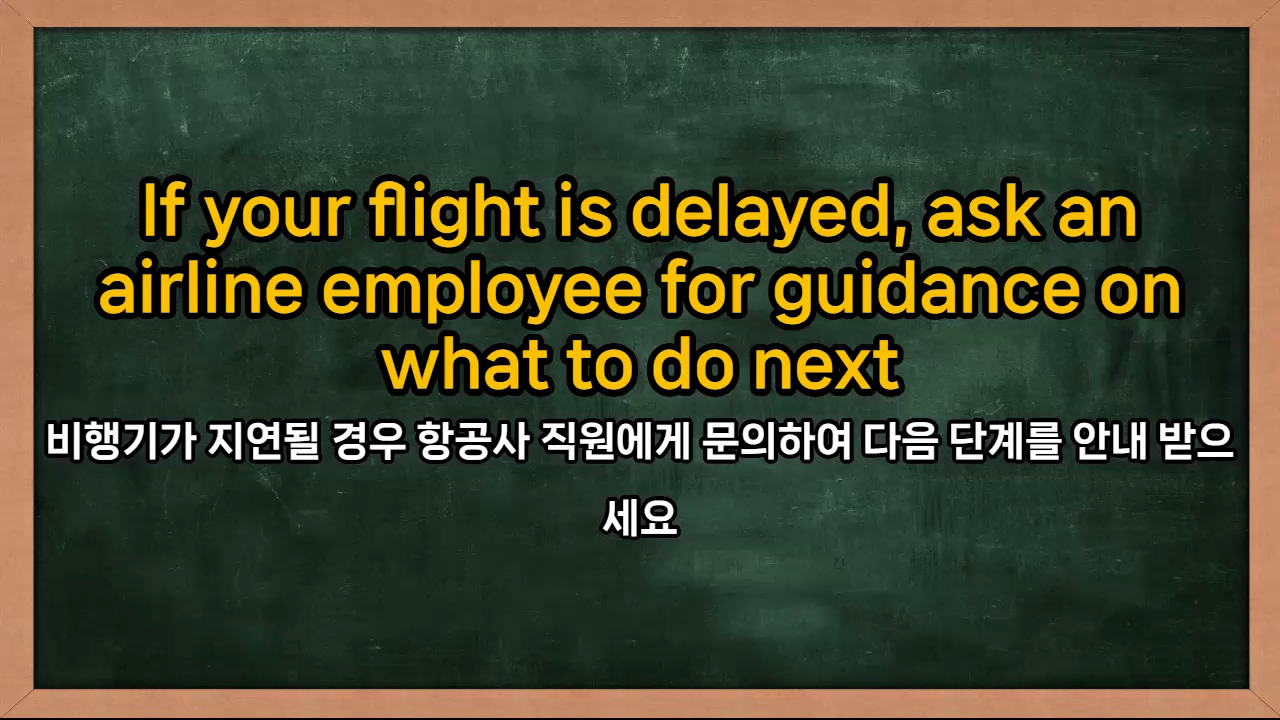 If your flight is delayed, ask an
airline employee for guidance on
what to do next
비행기가 지연될 경우 항공사 직원에게 문의하여 다음 단계를 안내 받으
세요